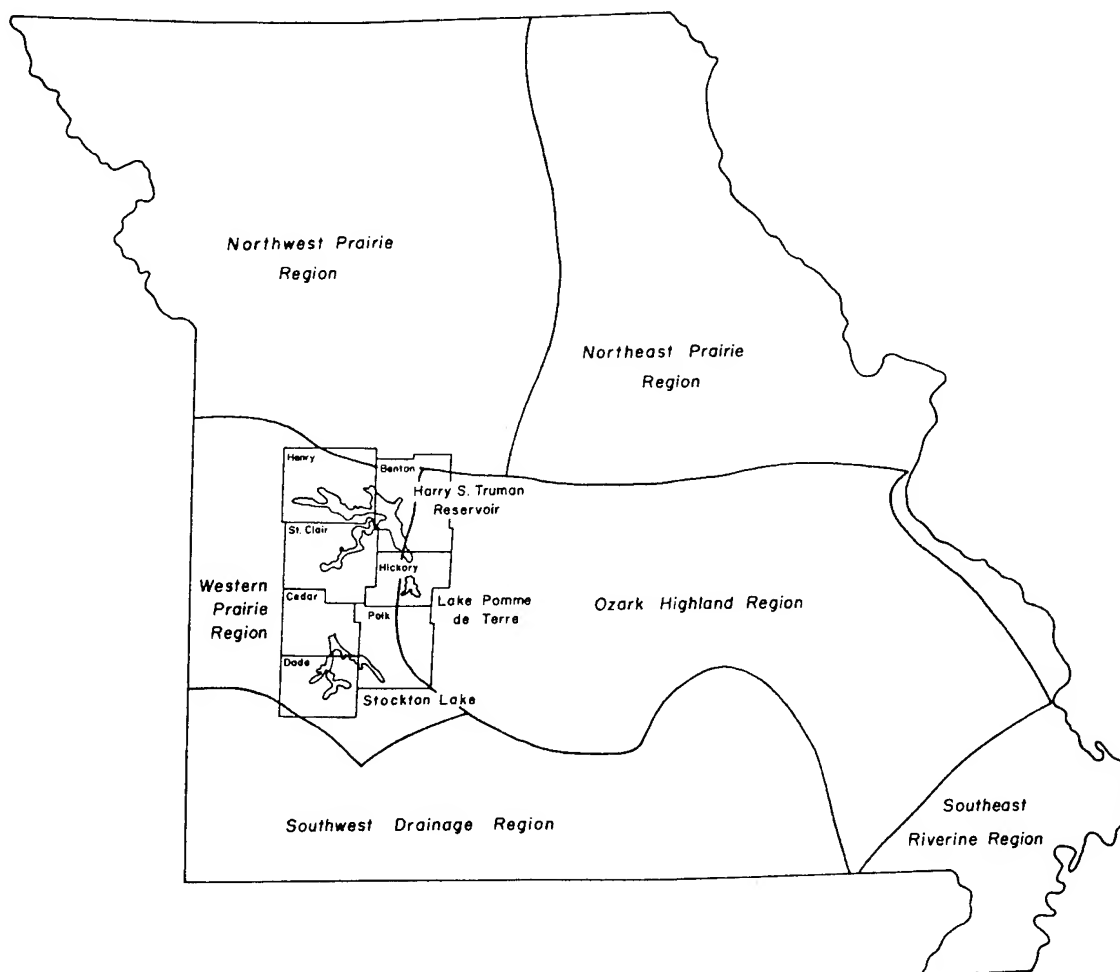 Northwest Prairie
Region
Northeast Prairie
Region
Henry
Benton
Harry S. Truman
Reservoir
St. Clair
Hickory
Western
Prairie
Region
Cedar
Lake Pomme
de Terre
Ozark Highland Region
Polk
Dade
Stockton Lake
Southwest Drainage Region
Southeast
Riverine Region